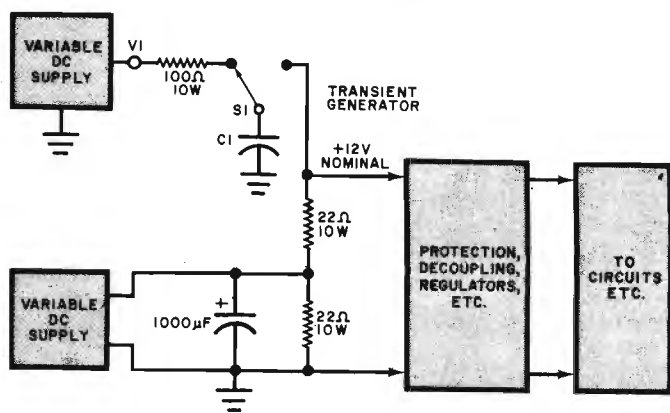 VARIABLE
DC
SUPPLY
V1
100Ω
10W
S1
C1
TRANSIENT
GENERATOR
+12V
NOMINAL
22Ω
10W
PROTECTION,
DECOUPLING,
REGULATORS,
ETC.
TO
CIRCUITS
ETC.
VARIABLE
DC
SUPPLY
+
1000µF
22Ω
10W